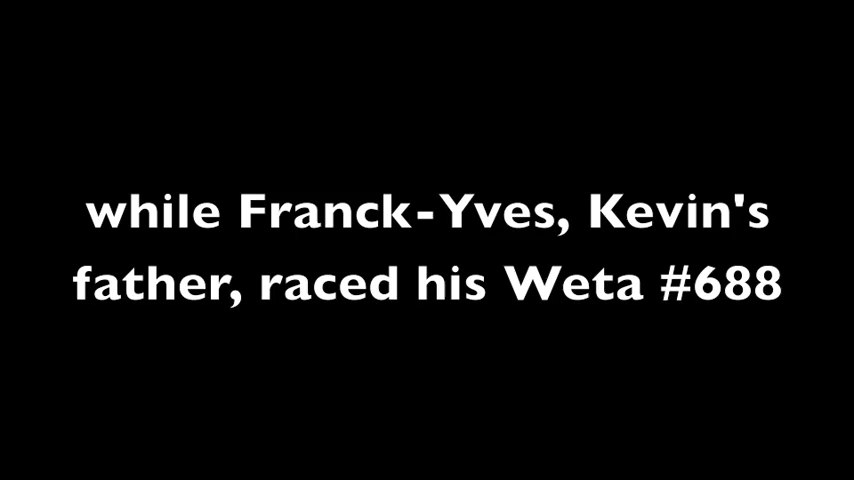 while Franck-Yves, Kevin's
father, raced his Weta #688